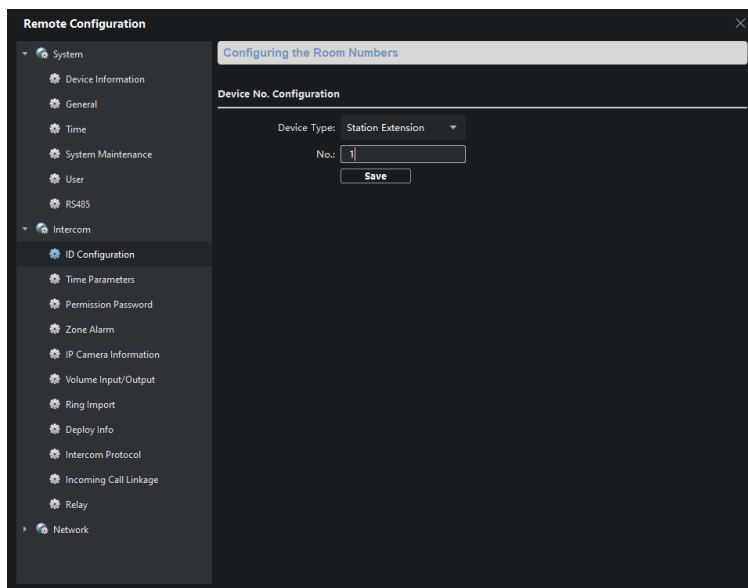 Remote Configuration
System
Device Information
General
Time
System Maintenance
User
RS485
Intercom
ID Configuration
Time Parameters
Permission Password
Zone Alarm
IP Camera Information
Volume Input/Output
Ring Import
Deploy Info
Intercom Protocol
Incoming Call Linkage
Relay
Network
Configuring the Room Numbers
Device No. Configuration
Device Type: Station Extension
No.: 1
Save